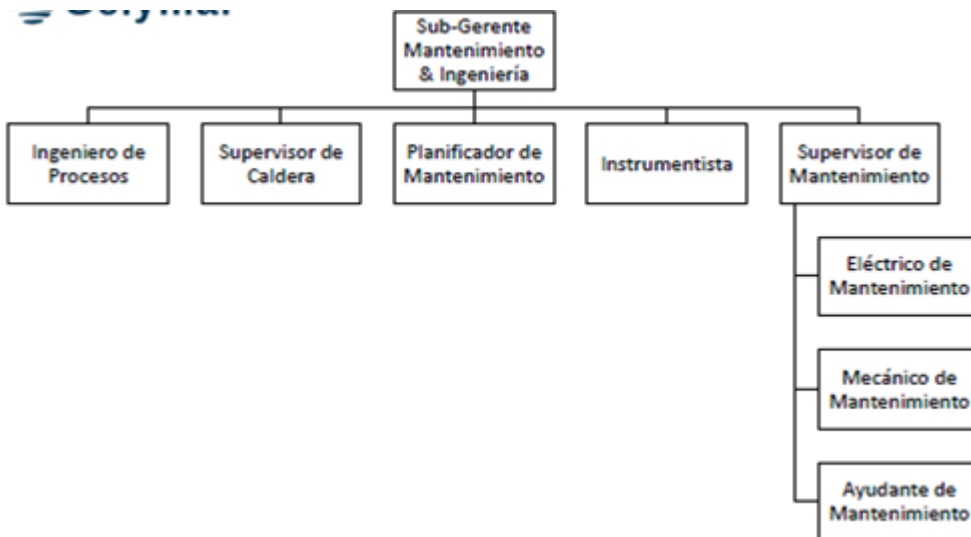 Sub-Gerente
Mantenimiento
& Ingeniería
Ingeniero de
Procesos
Supervisor de
Caldera
Planificador de
Mantenimiento
Instrumentista
Supervisor de
Mantenimiento
Eléctrico de
Mantenimiento
Mecánico de
Mantenimiento
Ayudante de
Mantenimiento